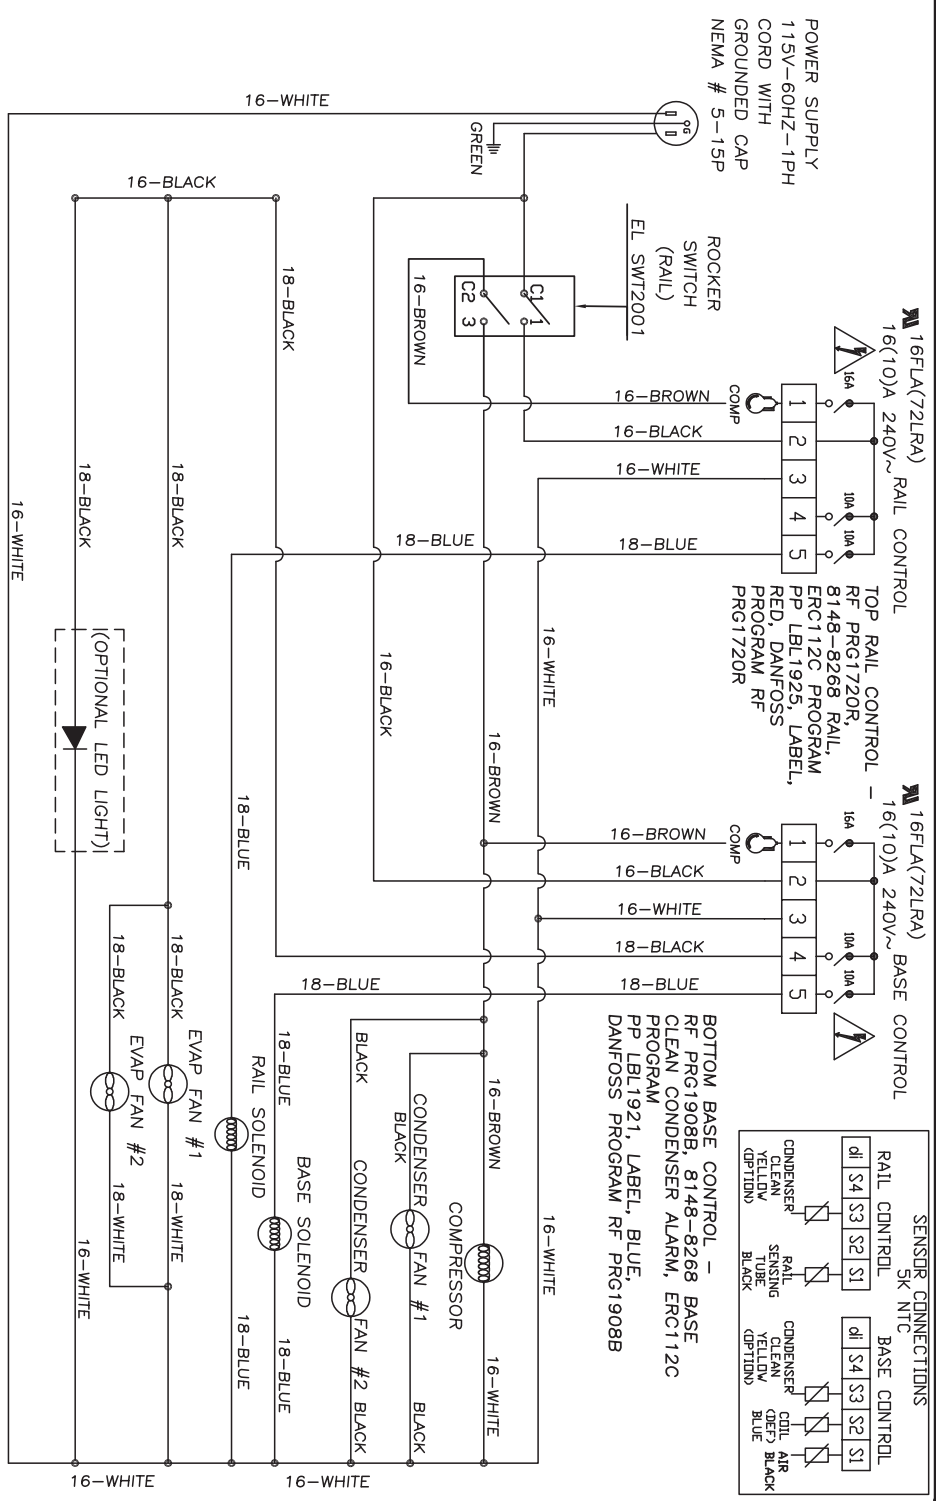 POWER SUPPLY
115V-60HZ-1PH
CORD WITH
GROUNDED CAP
NEMA # 5-15P
G
GREEN
16-WHITE
ROCKER
SWITCH
(RAIL)
EL SWT2001
C1 1
C2 3
16-BROWN
16-BLACK
18-BLACK
16FLA(72LRA)
16(10)A 240V~ RAIL CONTROL
16A
10A
10A
1 2 3 4 5
COMP
16-BROWN
16-BLACK
16-WHITE
18-BLUE
18-BLUE
TOP RAIL CONTROL -
RF PRG1720R,
8148-8268 RAIL,
ERC112C PROGRAM
PP LBL1925, LABEL,
RED, DANFOSS
PROGRAM RF
PRG1720R
16FLA(72LRA)
16(10)A 240V~ BASE CONTROL
16A
10A
10A
1 2 3 4 5
COMP
16-BROWN
16-BLACK
16-WHITE
18-BLACK
18-BLUE
18-BLUE
BOTTOM BASE CONTROL -
RF PRG1908B, 8148-8268 BASE
CLEAN CONDENSER ALARM, ERC112C
PROGRAM
PP LBL1921, LABEL, BLUE,
DANFOSS PROGRAM RF PRG1908B
SENSOR CONNECTIONS
5K NTC
RAIL CONTROL
di S4 S3 S2 S1
CONDENSER
CLEAN
YELLOW
(OPTION)
RAIL
SENSING
TUBE
BLACK
BASE CONTROL
di S4 S3 S2 S1
CONDENSER
CLEAN
YELLOW
(OPTION)
COIL
(DEF)
BLUE
AIR
BLACK
16-WHITE
16-BROWN
16-BLACK
16-WHITE
16-BROWN
COMPRESSOR
16-WHITE
BLACK
CONDENSER FAN #1
BLACK
BLACK
CONDENSER FAN #2
BLACK
18-BLUE
BASE SOLENOID
18-BLUE
18-BLUE
RAIL SOLENOID
18-BLUE
18-BLACK
18-BLACK
EVAP FAN #1
18-WHITE
18-BLACK
EVAP FAN #2
18-WHITE
18-BLACK
(OPTIONAL LED LIGHT)
16-WHITE
16-WHITE
16-WHITE
16-WHITE